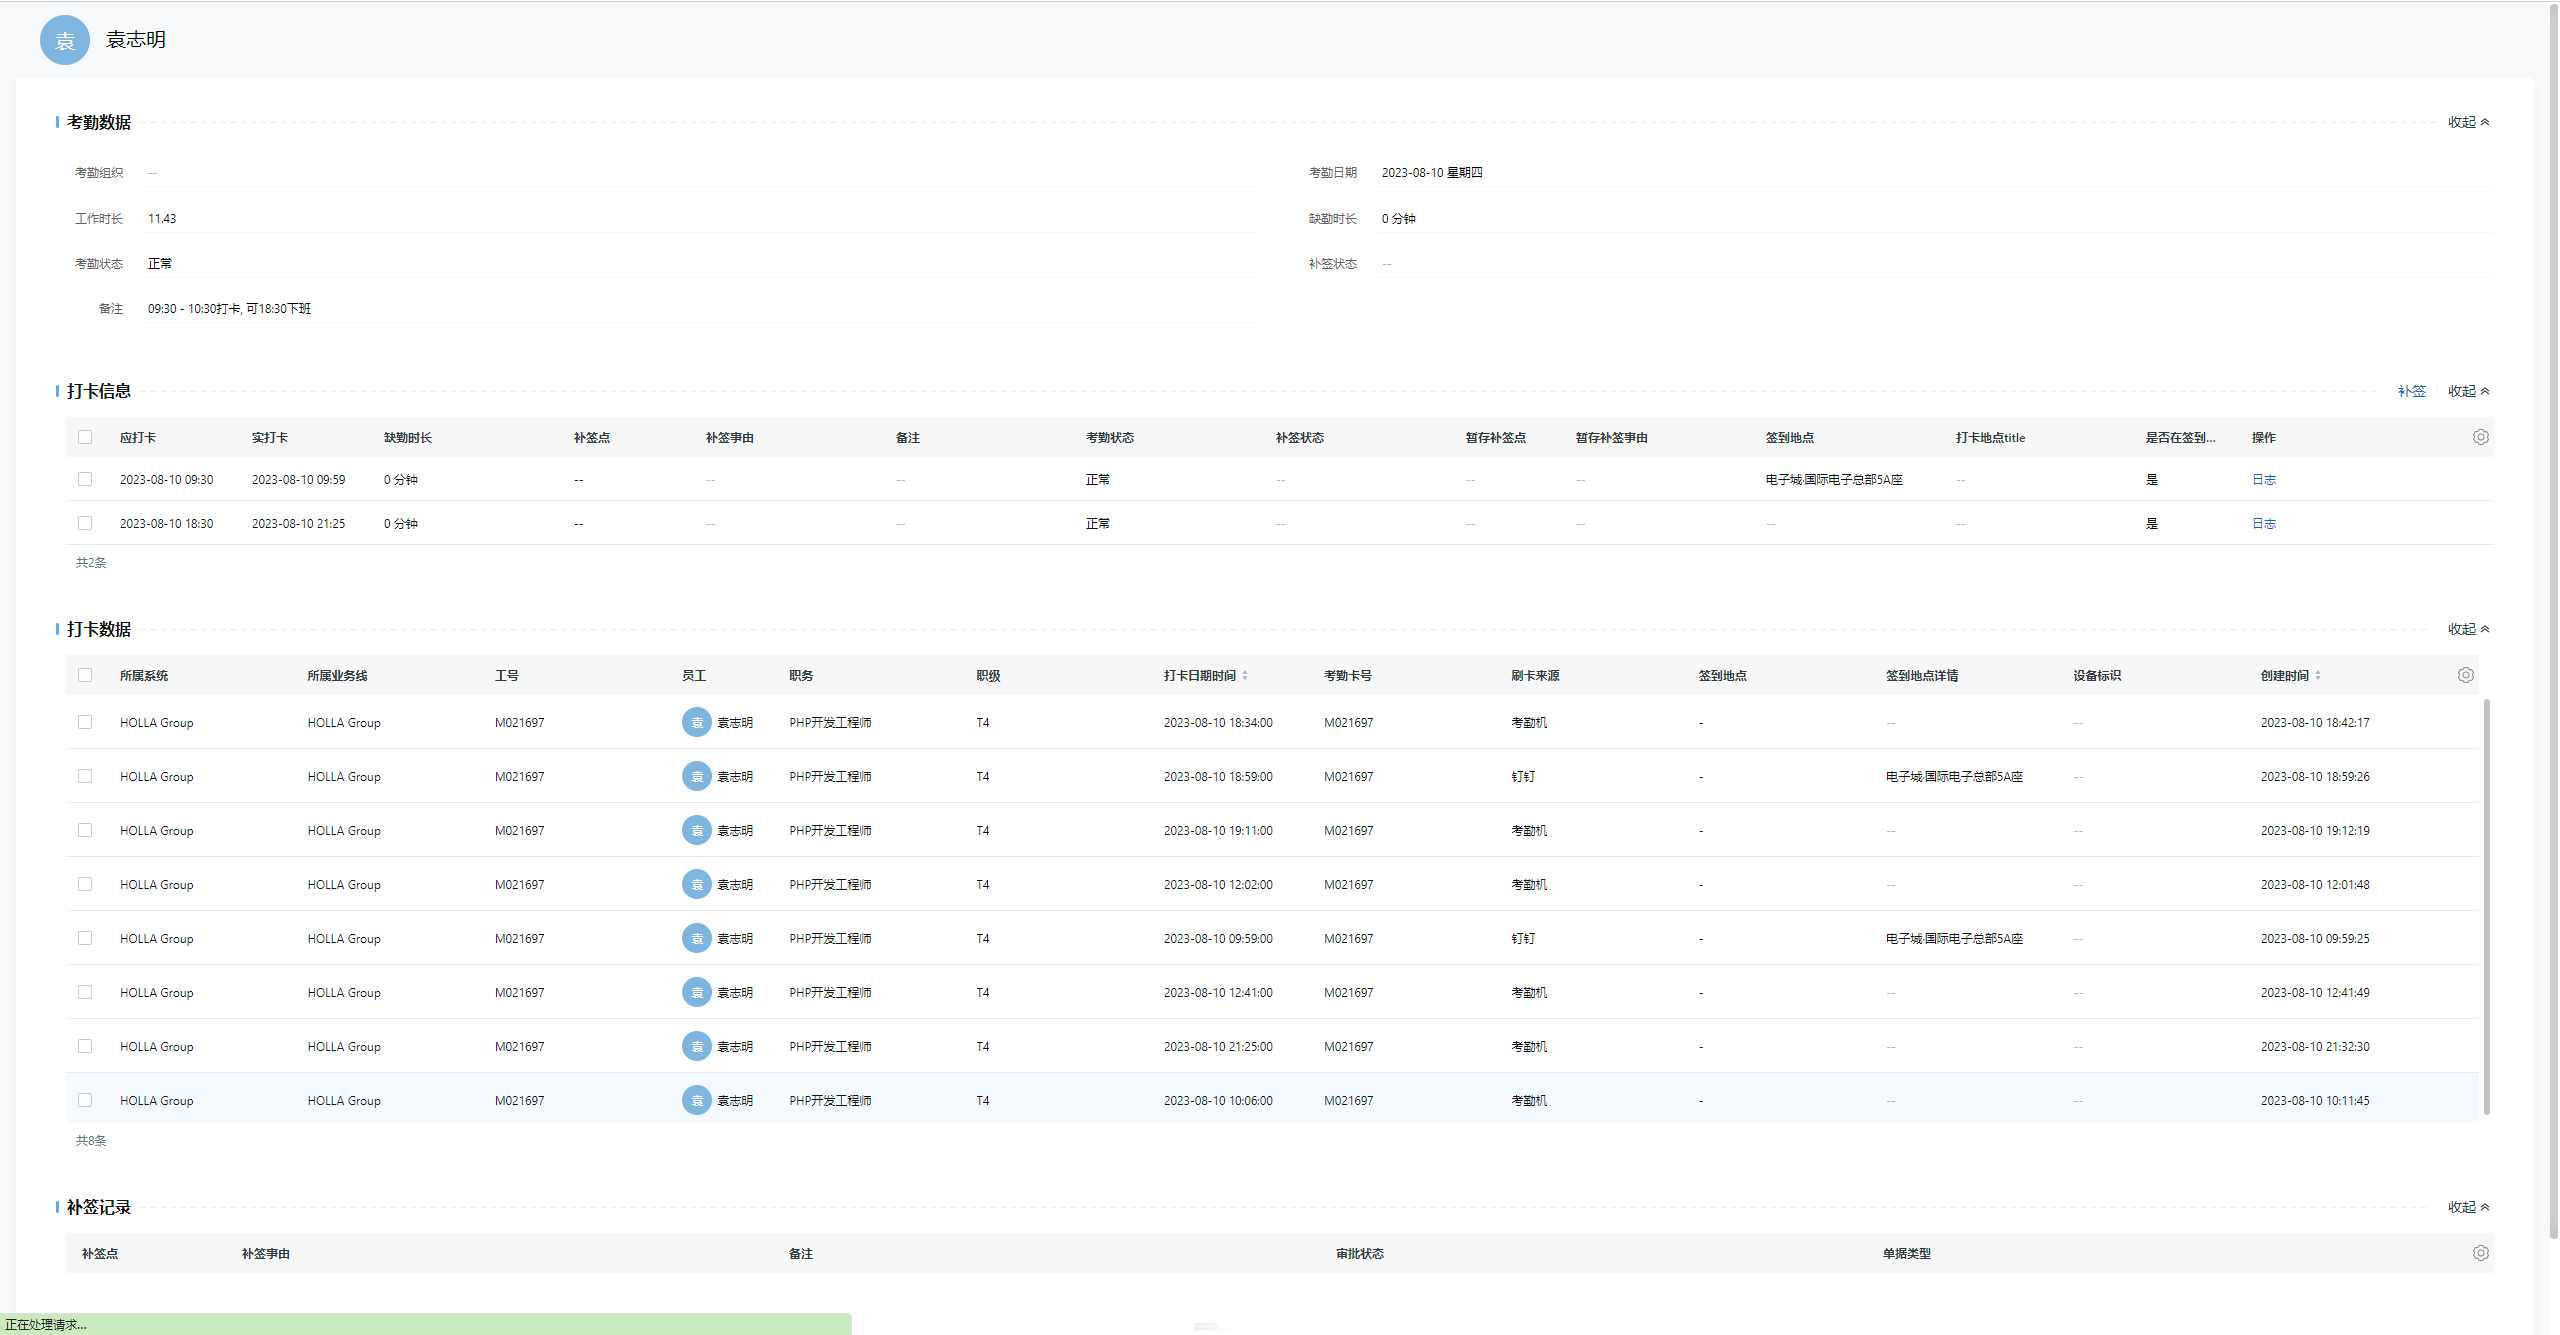 袁 袁志明
考勤数据 收起
考勤组织 -- 考勤日期 2023-08-10 星期四
工作时长 11.43 缺勤时长 0 分钟
考勤状态 正常 补签状态 --
备注 09:30 - 10:30打卡, 可18:30下班
打卡信息 补签 收起
应打卡 实打卡 缺勤时长 补签点 补签事由 备注 考勤状态 补签状态 暂存补签点 暂存补签事由 签到地点 打卡地点title 是否在签到... 操作
2023-08-10 09:30 2023-08-10 09:59 0 分钟 -- -- -- 正常 -- -- -- 电子城·国际电子总部5A座 -- 是 日志
2023-08-10 18:30 2023-08-10 21:25 0 分钟 -- -- -- 正常 -- -- -- -- -- 是 日志
共2条
打卡数据 收起
所属系统 所属业务线 工号 员工 职务 职级 打卡日期时间 考勤卡号 刷卡来源 签到地点 签到地点详情 设备标识 创建时间
HOLLA Group HOLLA Group M021697 袁 袁志明 PHP开发工程师 T4 2023-08-10 18:34:00 M021697 考勤机 - -- -- 2023-08-10 18:42:17
HOLLA Group HOLLA Group M021697 袁 袁志明 PHP开发工程师 T4 2023-08-10 18:59:00 M021697 钉钉 - 电子城·国际电子总部5A座 -- 2023-08-10 18:59:26
HOLLA Group HOLLA Group M021697 袁 袁志明 PHP开发工程师 T4 2023-08-10 19:11:00 M021697 考勤机 - -- -- 2023-08-10 19:12:19
HOLLA Group HOLLA Group M021697 袁 袁志明 PHP开发工程师 T4 2023-08-10 12:02:00 M021697 考勤机 - -- -- 2023-08-10 12:01:48
HOLLA Group HOLLA Group M021697 袁 袁志明 PHP开发工程师 T4 2023-08-10 09:59:00 M021697 钉钉 - 电子城·国际电子总部5A座 -- 2023-08-10 09:59:25
HOLLA Group HOLLA Group M021697 袁 袁志明 PHP开发工程师 T4 2023-08-10 12:41:00 M021697 考勤机 - -- -- 2023-08-10 12:41:49
HOLLA Group HOLLA Group M021697 袁 袁志明 PHP开发工程师 T4 2023-08-10 21:25:00 M021697 考勤机 - -- -- 2023-08-10 21:32:30
HOLLA Group HOLLA Group M021697 袁 袁志明 PHP开发工程师 T4 2023-08-10 10:06:00 M021697 考勤机 - -- -- 2023-08-10 10:11:45
共8条
补签记录 收起
补签点 补签事由 备注 审批状态 单据类型
正在处理请求...